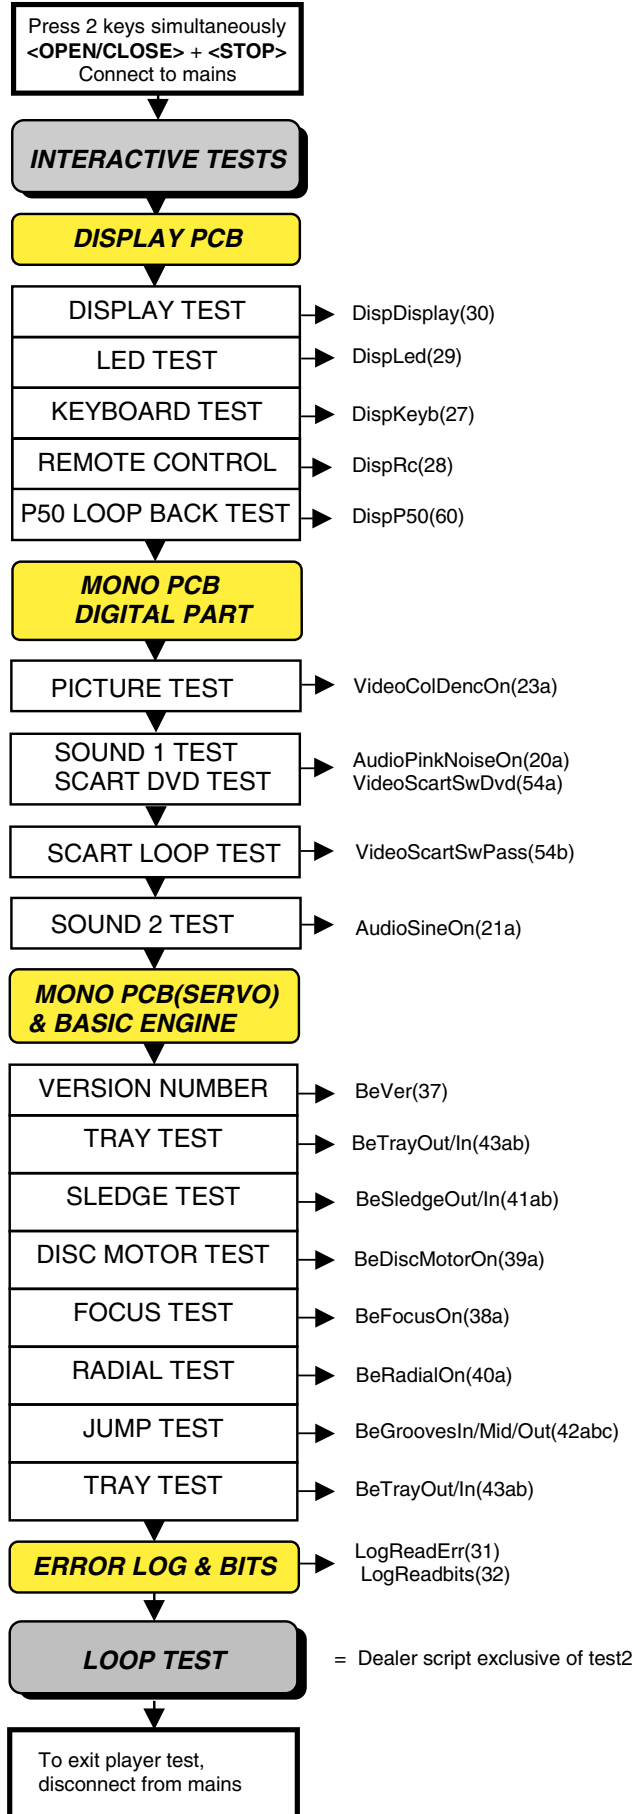 Press 2 keys simultaneously
<OPEN/CLOSE> + <STOP>
Connect to mains
INTERACTIVE TESTS
DISPLAY PCB
DISPLAY TEST
DispDisplay(30)
LED TEST
DispLed(29)
KEYBOARD TEST
DispKeyb(27)
REMOTE CONTROL
DispRc(28)
P50 LOOP BACK TEST
DispP50(60)
MONO PCB
DIGITAL PART
PICTURE TEST
VideoColDencOn(23a)
SOUND 1 TEST
SCART DVD TEST
AudioPinkNoiseOn(20a)
VideoScartSwDvd(54a)
SCART LOOP TEST
VideoScartSwPass(54b)
SOUND 2 TEST
AudioSineOn(21a)
MONO PCB(SERVO)
& BASIC ENGINE
VERSION NUMBER
BeVer(37)
TRAY TEST
BeTrayOut/In(43ab)
SLEDGE TEST
BeSledgeOut/In(41ab)
DISC MOTOR TEST
BeDiscMotorOn(39a)
FOCUS TEST
BeFocusOn(38a)
RADIAL TEST
BeRadialOn(40a)
JUMP TEST
BeGroovesIn/Mid/Out(42abc)
TRAY TEST
BeTrayOut/In(43ab)
ERROR LOG & BITS
LogReadErr(31)
LogReadbits(32)
LOOP TEST
= Dealer script exclusive of test2
To exit player test,
disconnect from mains